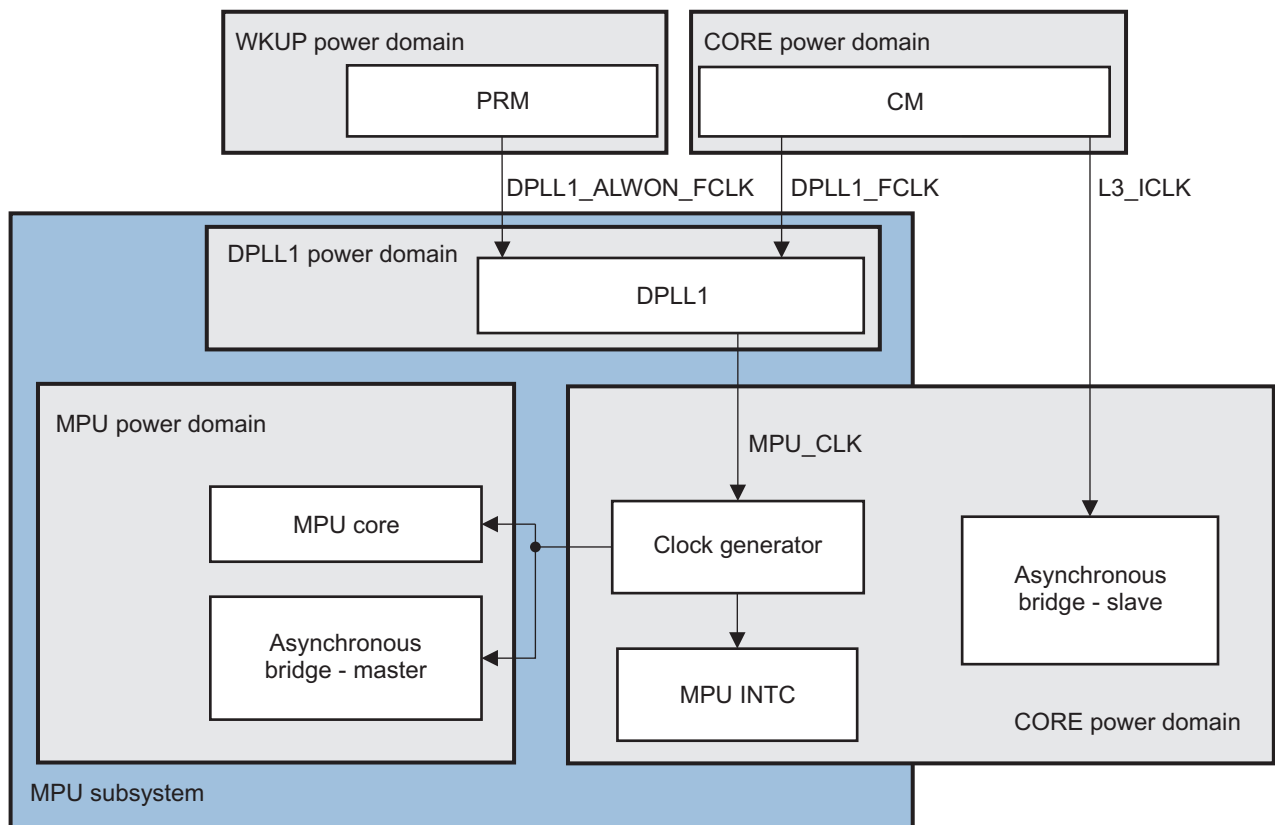 WKUP power domain
CORE power domain
PRM
CM
DPLL1_ALWON_FCLK
DPLL1_FCLK
L3_ICLK
DPLL1 power domain
DPLL1
MPU power domain
MPU_CLK
MPU core
Clock generator
Asynchronous
bridge - slave
Asynchronous
bridge - master
MPU INTC
CORE power domain
MPU subsystem